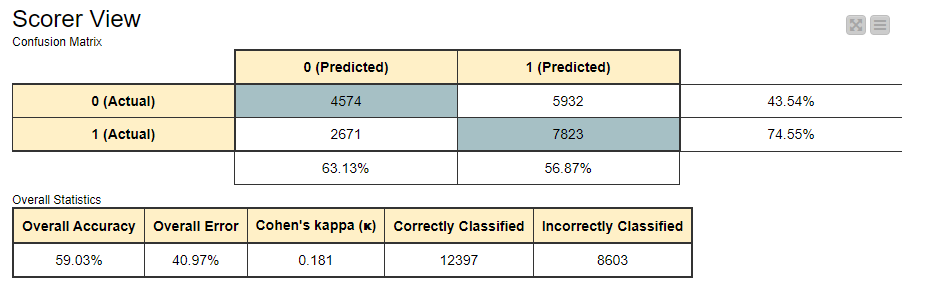 Scorer View
Confusion Matrix
0 (Predicted) 1 (Predicted)
0 (Actual) 4574 5932 43.54%
1 (Actual) 2671 7823 74.55%
63.13% 56.87%
Overall Statistics
Overall Accuracy Overall Error Cohen's kappa (κ) Correctly Classified Incorrectly Classified
59.03% 40.97% 0.181 12397 8603